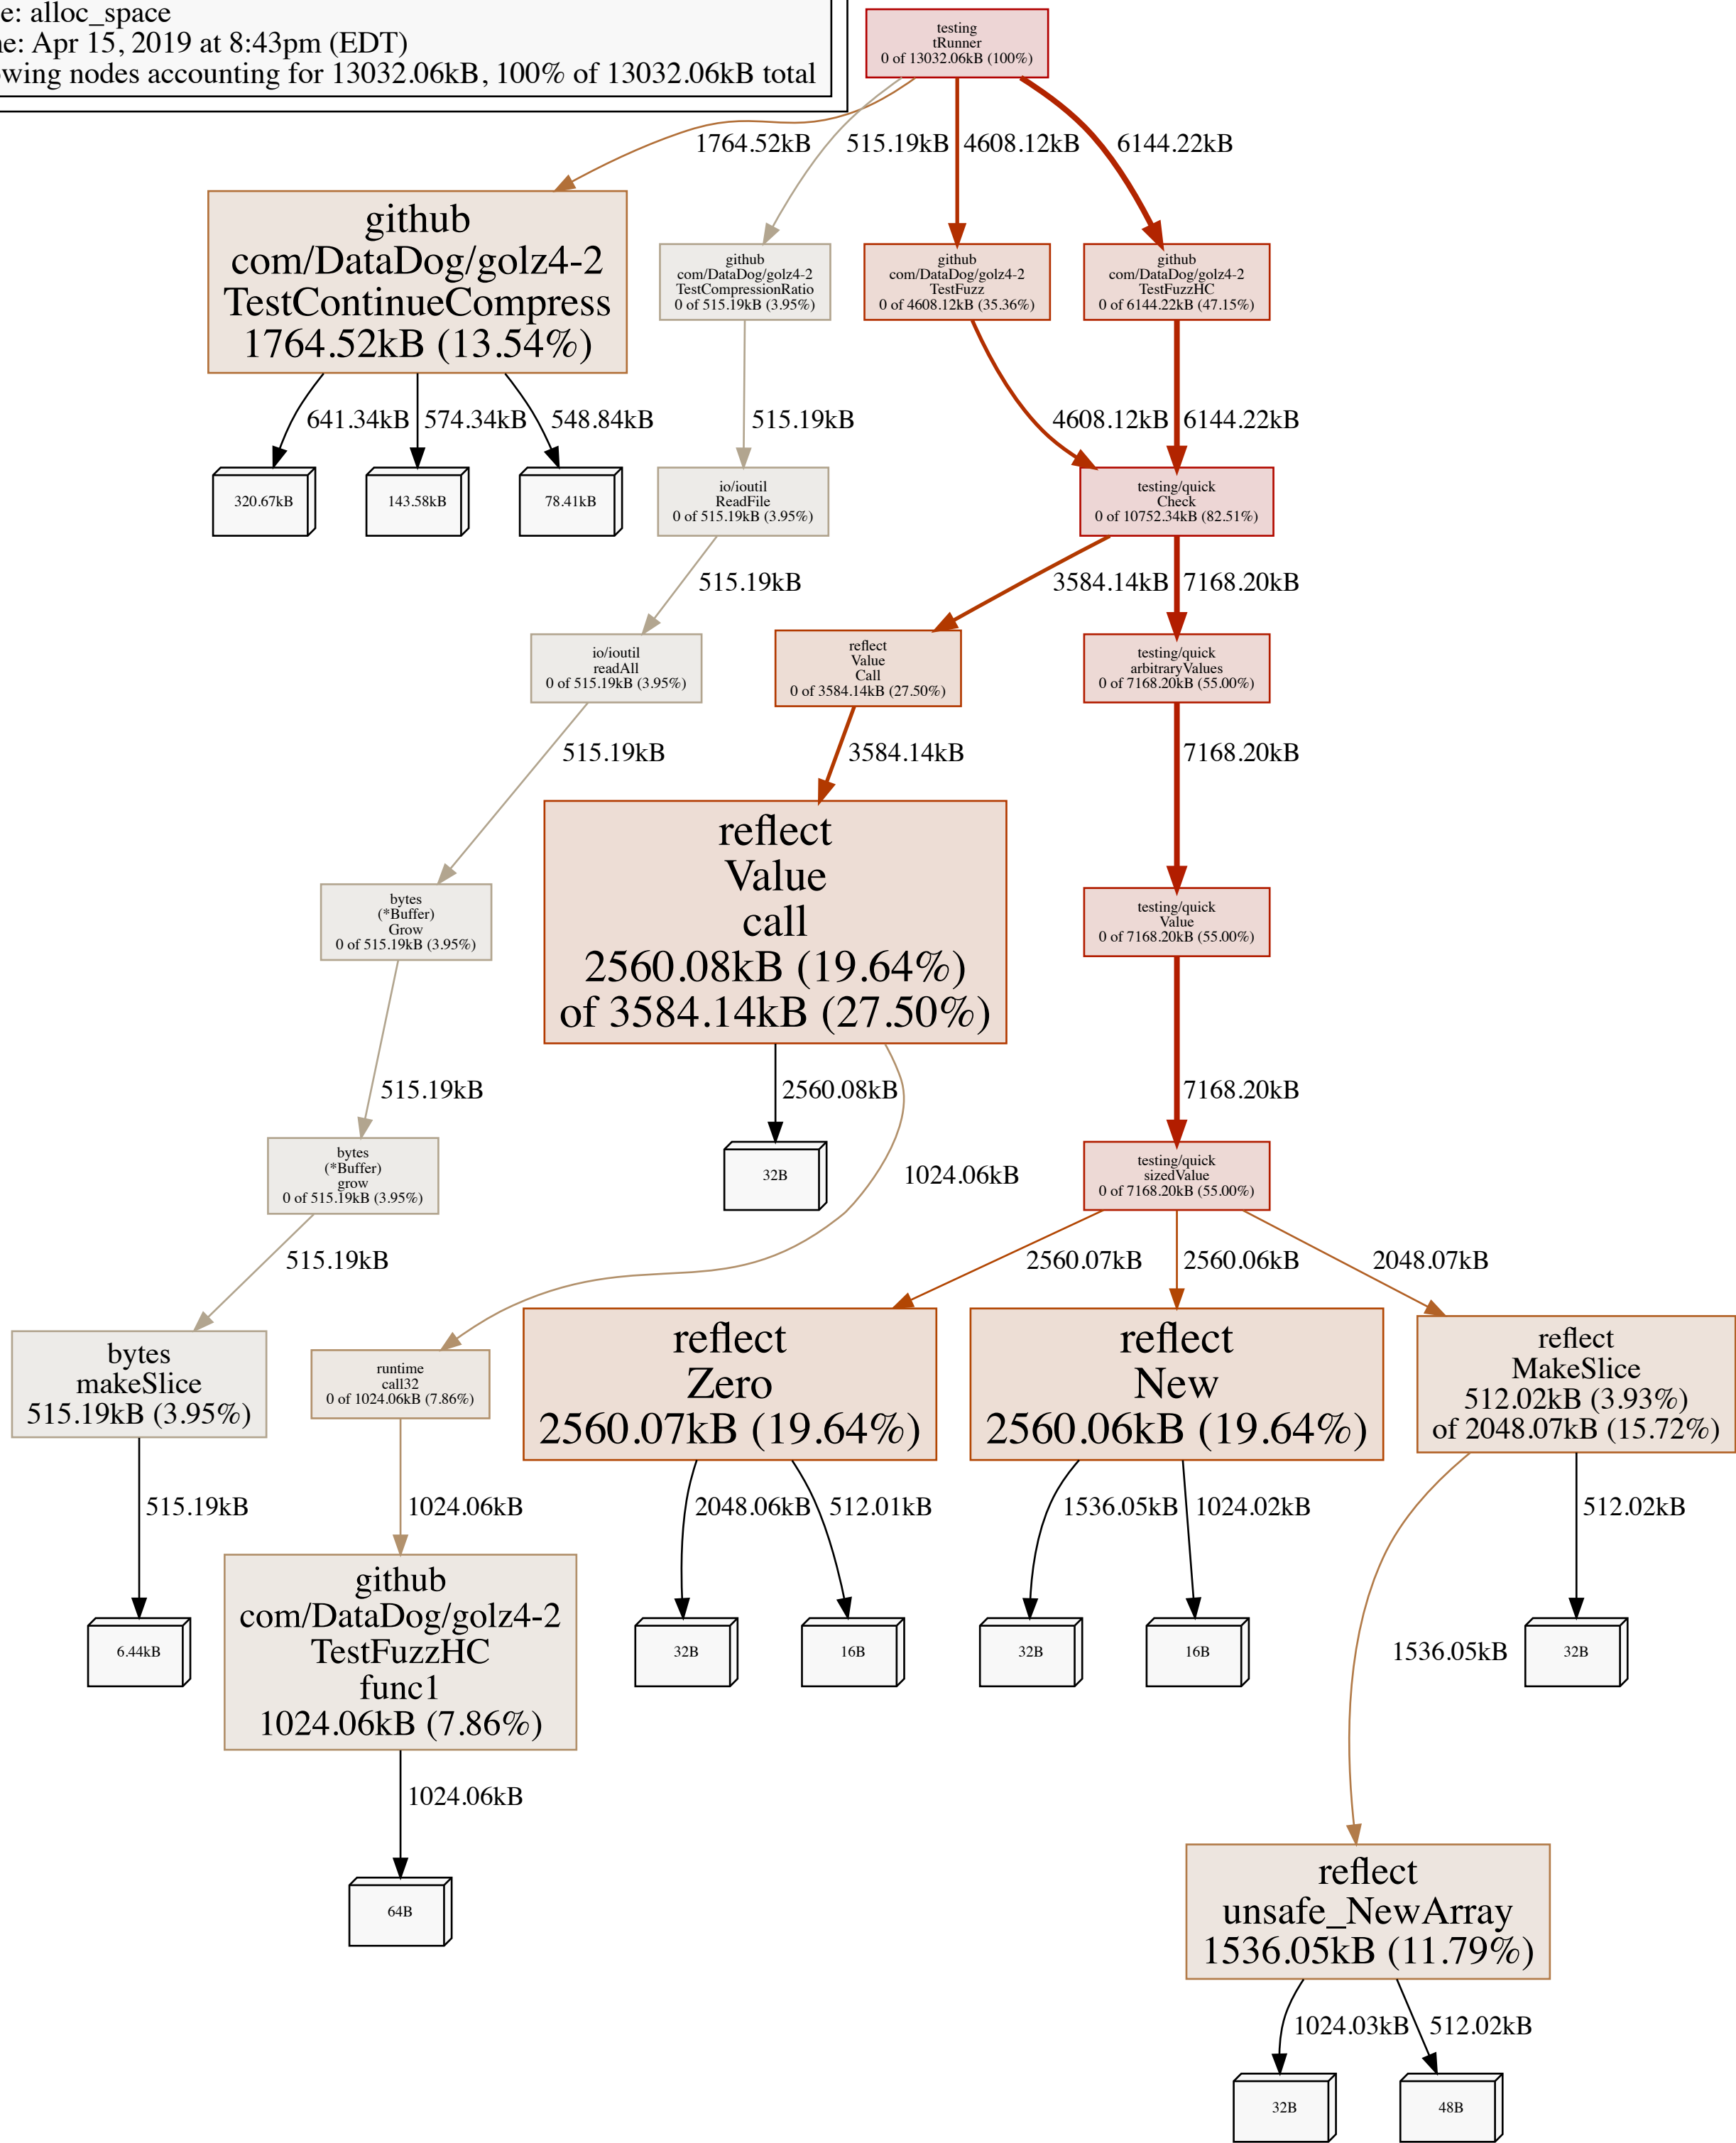 e: alloc_space
e: Apr 15, 2019 at 8:43pm (EDT)
wing nodes accounting for 13032.06kB, 100% of 13032.06kB total
testing
tRunner
0 of 13032.06kB (100%)
1764.52kB
515.19kB
4608.12kB
6144.22kB
github
com/DataDog/golz4-2
TestContinueCompress
1764.52kB (13.54%)
github
com/DataDog/golz4-2
TestCompressionRatio
0 of 515.19kB (3.95%)
github
com/DataDog/golz4-2
TestFuzz
0 of 4608.12kB (35.36%)
github
com/DataDog/golz4-2
TestFuzzHC
0 of 6144.22kB (47.15%)
641.34kB
574.34kB
548.84kB
515.19kB
4608.12kB
6144.22kB
320.67kB
143.58kB
78.41kB
io/ioutil
ReadFile
0 of 515.19kB (3.95%)
testing/quick
Check
0 of 10752.34kB (82.51%)
515.19kB
3584.14kB
7168.20kB
io/ioutil
readAll
0 of 515.19kB (3.95%)
reflect
Value
Call
0 of 3584.14kB (27.50%)
testing/quick
arbitraryValues
0 of 7168.20kB (55.00%)
515.19kB
3584.14kB
7168.20kB
bytes
(*Buffer)
Grow
0 of 515.19kB (3.95%)
reflect
Value
call
2560.08kB (19.64%)
of 3584.14kB (27.50%)
testing/quick
Value
0 of 7168.20kB (55.00%)
515.19kB
2560.08kB
7168.20kB
bytes
(*Buffer)
grow
0 of 515.19kB (3.95%)
32B
1024.06kB
testing/quick
sizedValue
0 of 7168.20kB (55.00%)
515.19kB
2560.07kB
2560.06kB
2048.07kB
bytes
makeSlice
515.19kB (3.95%)
runtime
call32
0 of 1024.06kB (7.86%)
reflect
Zero
2560.07kB (19.64%)
reflect
New
2560.06kB (19.64%)
reflect
MakeSlice
512.02kB (3.93%)
of 2048.07kB (15.72%)
515.19kB
1024.06kB
2048.06kB
512.01kB
1536.05kB
1024.02kB
512.02kB
6.44kB
github
com/DataDog/golz4-2
TestFuzzHC
func1
1024.06kB (7.86%)
32B
16B
32B
16B
1536.05kB
32B
1024.06kB
64B
reflect
unsafe_NewArray
1536.05kB (11.79%)
1024.03kB
512.02kB
32B
48B